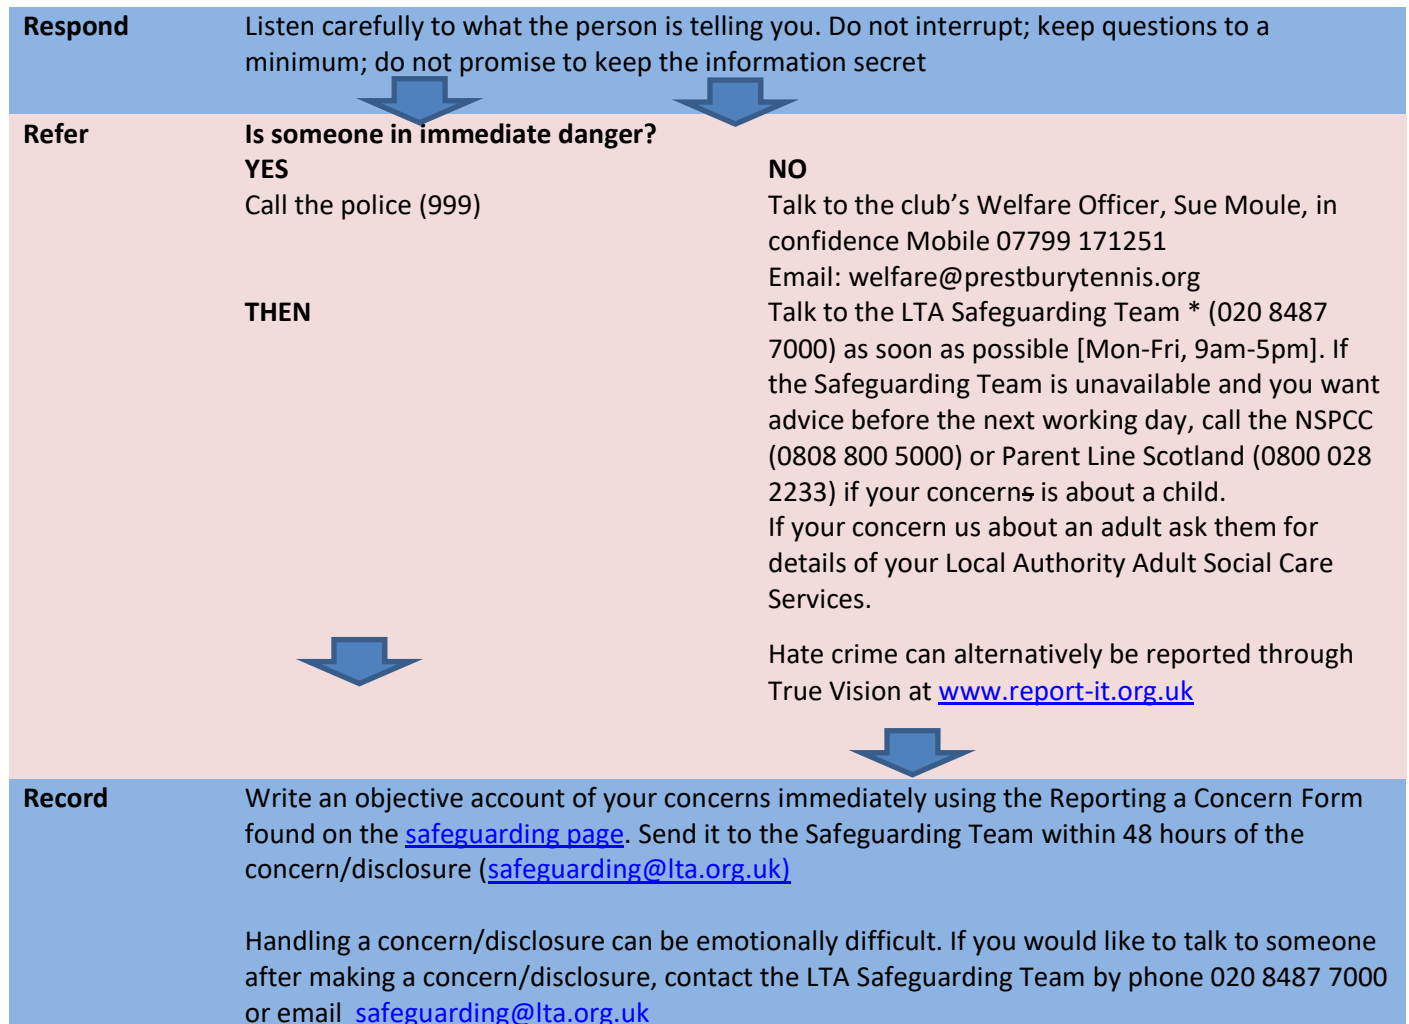 Respond
Listen carefully to what the person is telling you. Do not interrupt; keep questions to a
minimum; do not promise to keep the information secret
Refer
Is someone in immediate danger?
YES
Call the police (999)
THEN
NO
Talk to the club’s Welfare Officer, Sue Moule, in
confidence Mobile 07799 171251
Email: welfare@prestburytennis.org
Talk to the LTA Safeguarding Team * (020 8487
7000) as soon as possible [Mon-Fri, 9am-5pm]. If
the Safeguarding Team is unavailable and you want
advice before the next working day, call the NSPCC
(0808 800 5000) or Parent Line Scotland (0800 028
2233) if your concerns is about a child.
If your concern us about an adult ask them for
details of your Local Authority Adult Social Care
Services.
Hate crime can alternatively be reported through
True Vision at www.report-it.org.uk
Record
Write an objective account of your concerns immediately using the Reporting a Concern Form
found on the safeguarding page. Send it to the Safeguarding Team within 48 hours of the
concern/disclosure (safeguarding@lta.org.uk)
Handling a concern/disclosure can be emotionally difficult. If you would like to talk to someone
after making a concern/disclosure, contact the LTA Safeguarding Team by phone 020 8487 7000
or email safeguarding@lta.org.uk